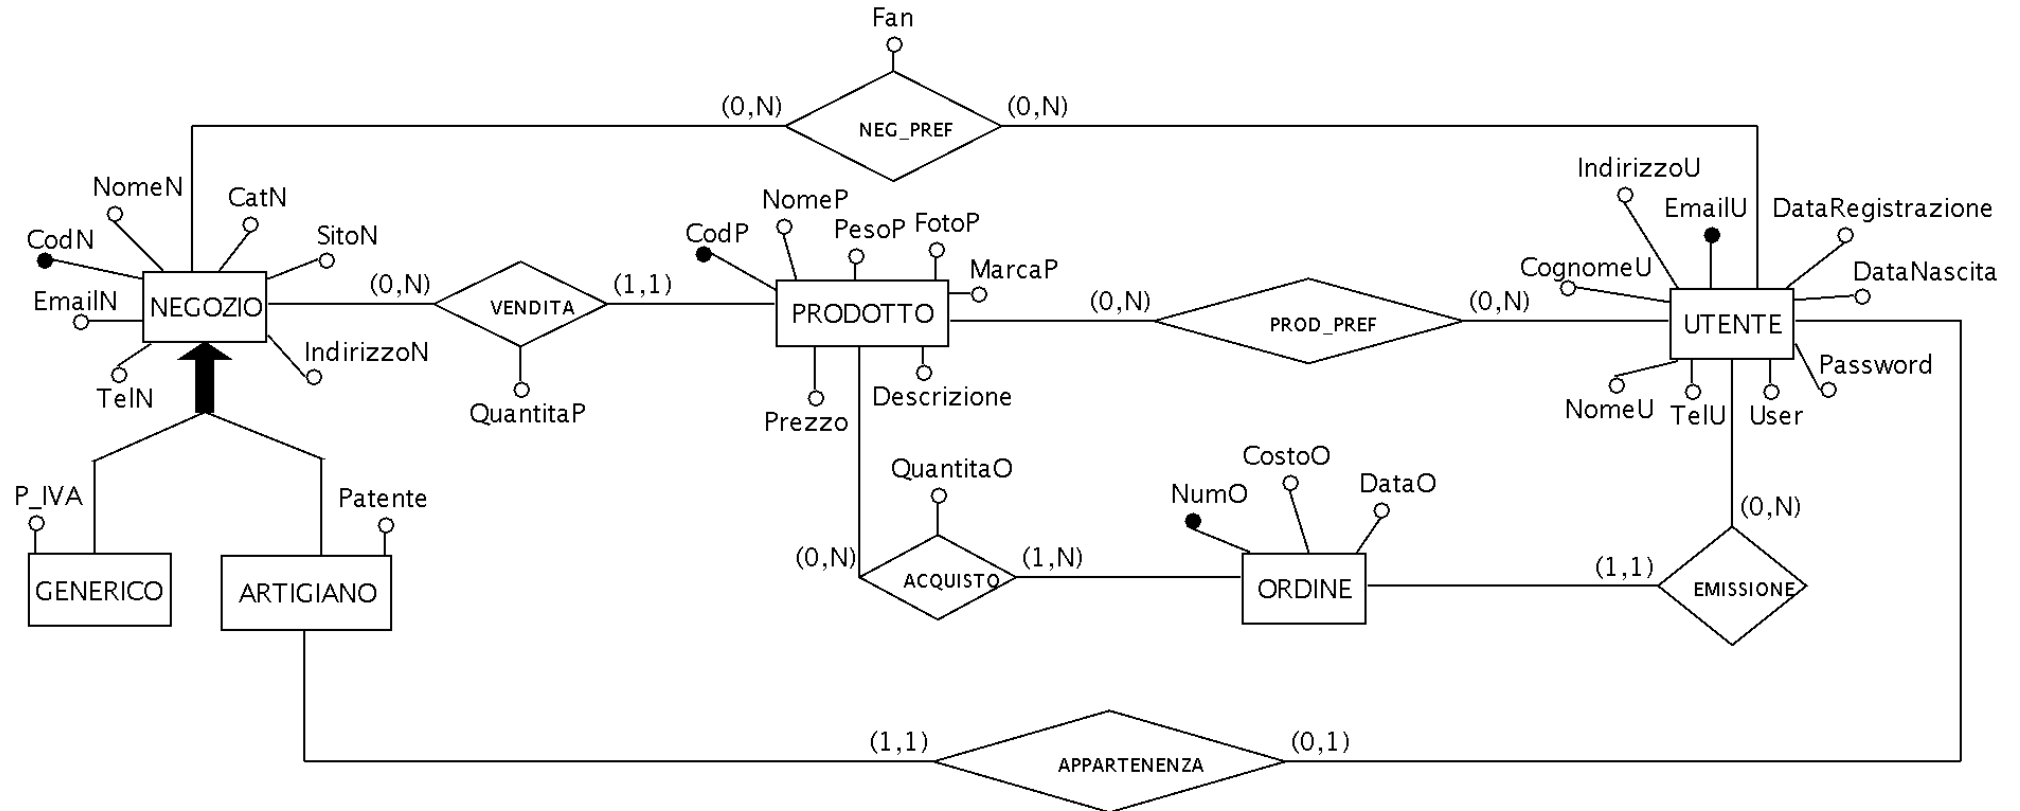 Fan
(0,N)
(0,N)
NEG_PREF
IndirizzoU
NomeN
CatN
NomeP
EmailU
DataRegistrazione
CodN
SitoN
CodP
PesoP
FotoP
MarcaP
CognomeU
DataNascita
EmailN
NEGOZIO
(0,N)
VENDITA
(1,1)
PRODOTTO
(0,N)
PROD_PREF
(0,N)
UTENTE
IndirizzoN
TelN
QuantitaP
Prezzo
Descrizione
NomeU
TelU
User
Password
P_IVA
Patente
QuantitaO
CostoO
NumO
DataO
(0,N)
GENERICO
ARTIGIANO
(0,N)
ACQUISTO
(1,N)
ORDINE
(1,1)
EMISSIONE
(1,1)
APPARTENENZA
(0,1)